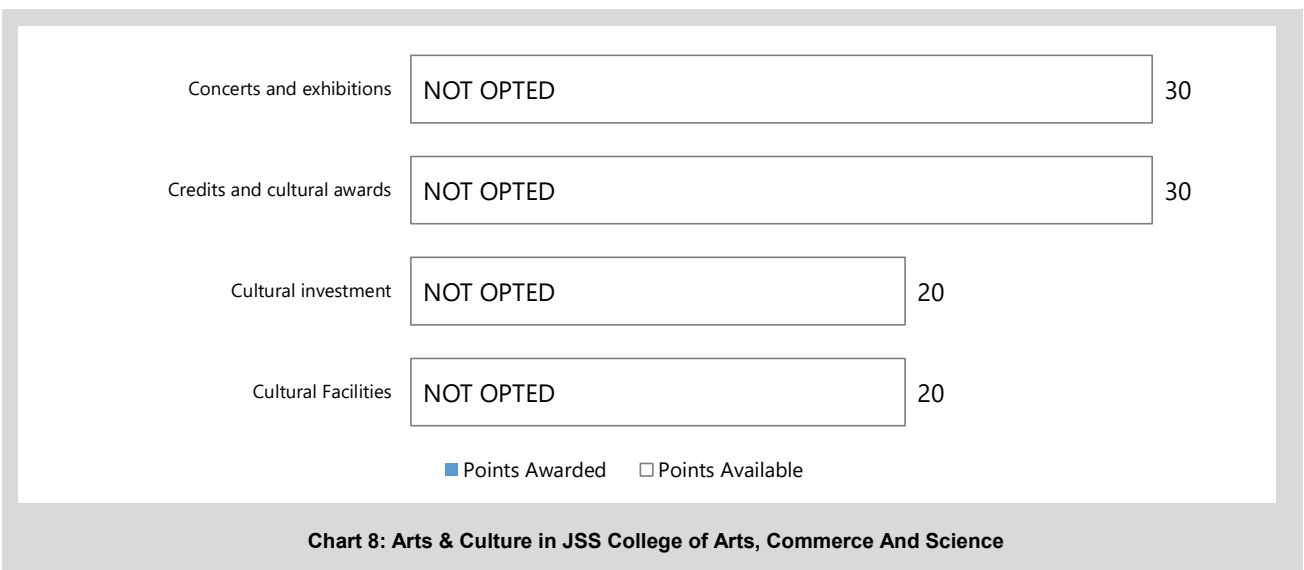 Concerts and exhibitions NOT OPTED 30
Credits and cultural awards NOT OPTED 30
Cultural investment NOT OPTED 20
Cultural Facilities NOT OPTED 20
Points Awarded Points Available
Chart 8: Arts & Culture in JSS College of Arts, Commerce And Science